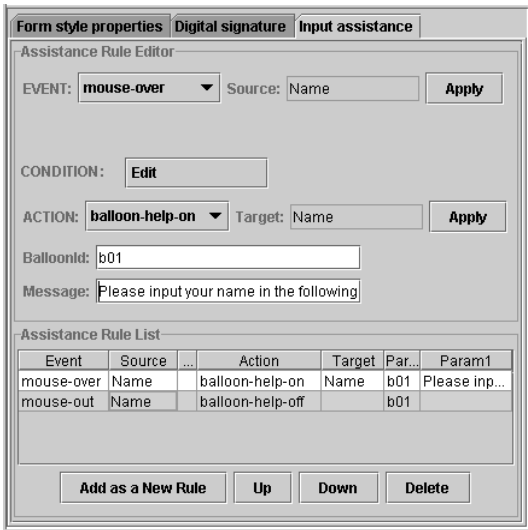 Form style properties Digital signature Input assistance
Assistance Rule Editor
EVENT: mouse-over Source: Name Apply
CONDITION: Edit
ACTION: balloon-help-on Target: Name Apply
BalloonId: b01
Message: Please input your name in the following
Assistance Rule List
Event Source ... Action Target Par... Param1
mouse-over Name balloon-help-on Name b01 Please inp...
mouse-out Name balloon-help-off b01
Add as a New Rule Up Down Delete